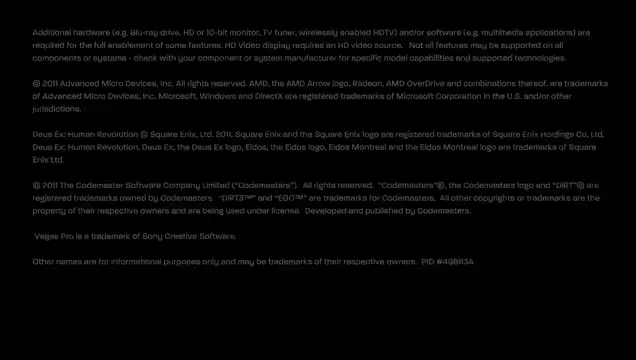 Additional hardware (e.g. Blu-ray drive, HD or 10-bit monitor, TV tuner, wirelessly enabled HDTV) and/or software (e.g. multimedia applications) are
required for the full enablement of some features. HD Video display requires an HD video source. Not all features may be supported on all
components or systems - check with your component or system manufacturer for specific model capabilities and supported technologies.
© 2011 Advanced Micro Devices, Inc. All rights reserved. AMD, the AMD Arrow logo, Radeon, AMD OverDrive and combinations thereof, are trademarks
of Advanced Micro Devices, Inc. Microsoft, Windows and DirectX are registered trademarks of Microsoft Corporation in the U.S. and/or other
jurisdictions.
Deus Ex: Human Revolution © Square Enix, Ltd. 2011. Square Enix and the Square Enix logo are registered trademarks of Square Enix Holdings Co, Ltd.
Deus Ex: Human Revolution, Deus Ex, the Deus Ex logo, Eidos, the Eidos logo, Eidos Montreal and the Eidos Montreal logo are trademarks of Square
Enix Ltd.
© 2011 The Codemaster Software Company Limited ("Codemasters"). All rights reserved. "Codemasters"®, the Codemasters logo and "DiRT"® are
registered trademarks owned by Codemasters. "DiRT3™" and "EGO™" are trademarks for Codemasters. All other copyrights or trademarks are the
property of their respective owners and are being used under license. Developed and published by Codemasters.
Vegas Pro is a trademark of Sony Creative Software.
Other names are for informational purposes only and may be trademarks of their respective owners. PID #49883A